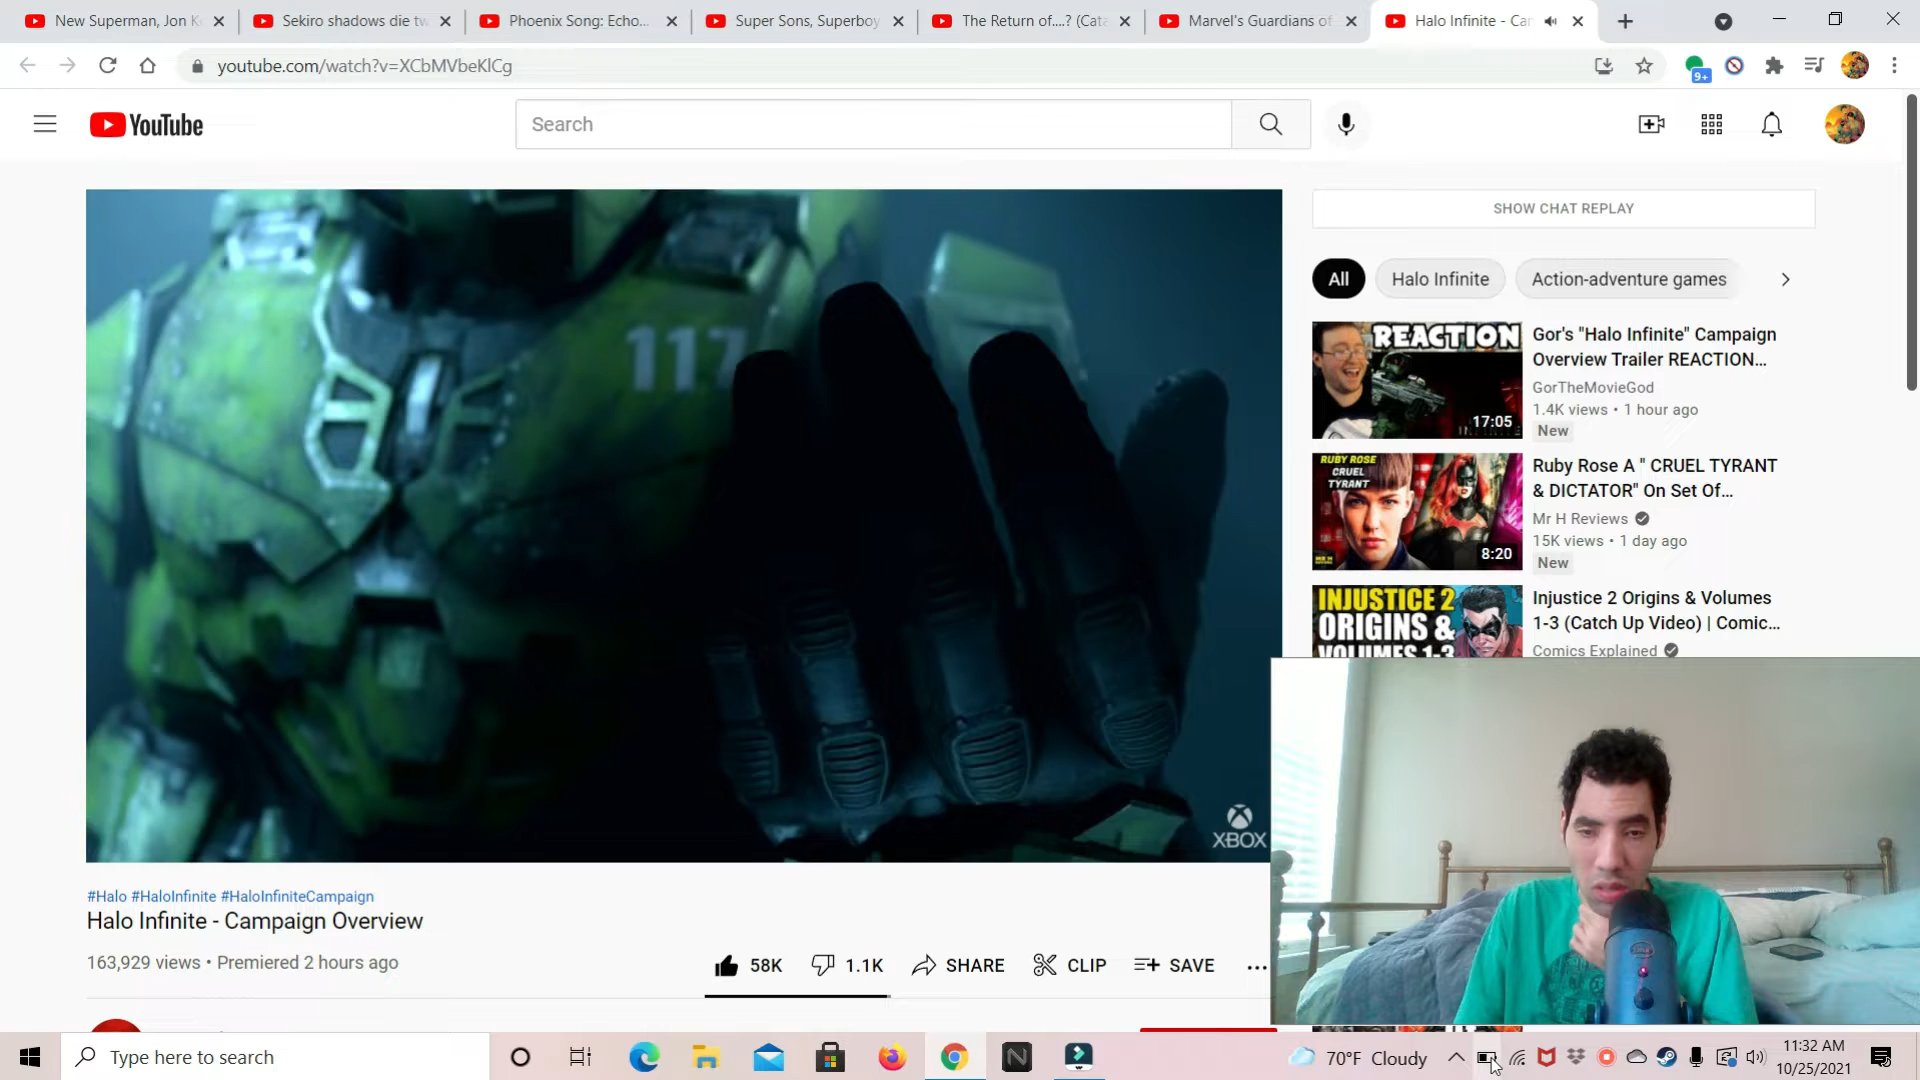 New Superman, Jon K
Sekiro shadows die tw
Phoenix Song: Echo...
Super Sons, Superboy
The Return of....? (Cata
Marvel's Guardians of
Halo Infinite - Ca
youtube.com/watch?v=XCbMVbeKlCg
9+
YouTube
Search
SHOW CHAT REPLAY
All
Halo Infinite
Action-adventure games
117
XBOX
REACTION
17:05
Gor's "Halo Infinite" Campaign
Overview Trailer REACTION...
GorTheMovieGod
1.4K views • 1 hour ago
New
RUBY ROSE
CRUEL
TYRANT
8:20
Ruby Rose A " CRUEL TYRANT
& DICTATOR" On Set Of...
Mr H Reviews
15K views • 1 day ago
New
INJUSTICE 2
ORIGINS &
VOLUMES 1-3
Injustice 2 Origins & Volumes
1-3 (Catch Up Video) | Comic...
Comics Explained
#Halo #HaloInfinite #HaloInfiniteCampaign
Halo Infinite - Campaign Overview
163,929 views • Premiered 2 hours ago
58K
1.1K
SHARE
CLIP
SAVE
Type here to search
70°F Cloudy
11:32 AM
10/25/2021